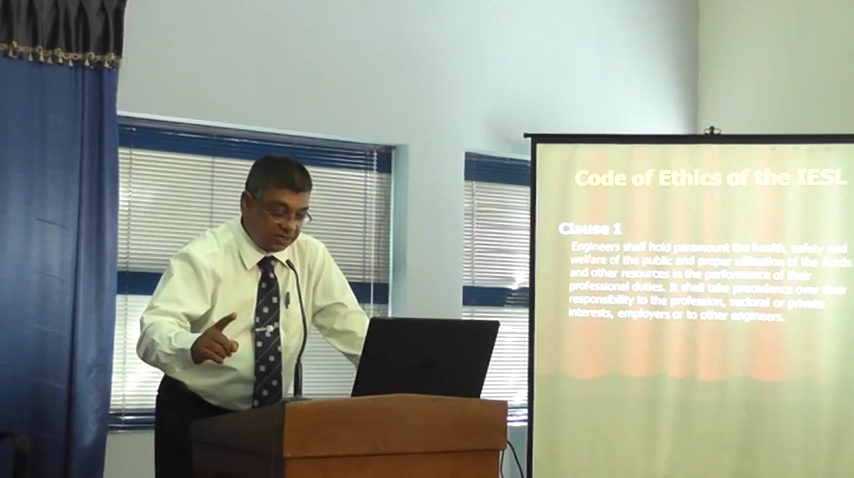 Code of Ethics of the IESL
Clause 1
Engineers shall hold paramount the health, safety and
welfare of the public and proper utilization of the funds
and other resources in the performance of their
professional duties. It shall take precedence over their
responsibility to the profession, sectoral or private
interests, employers or to other engineers.